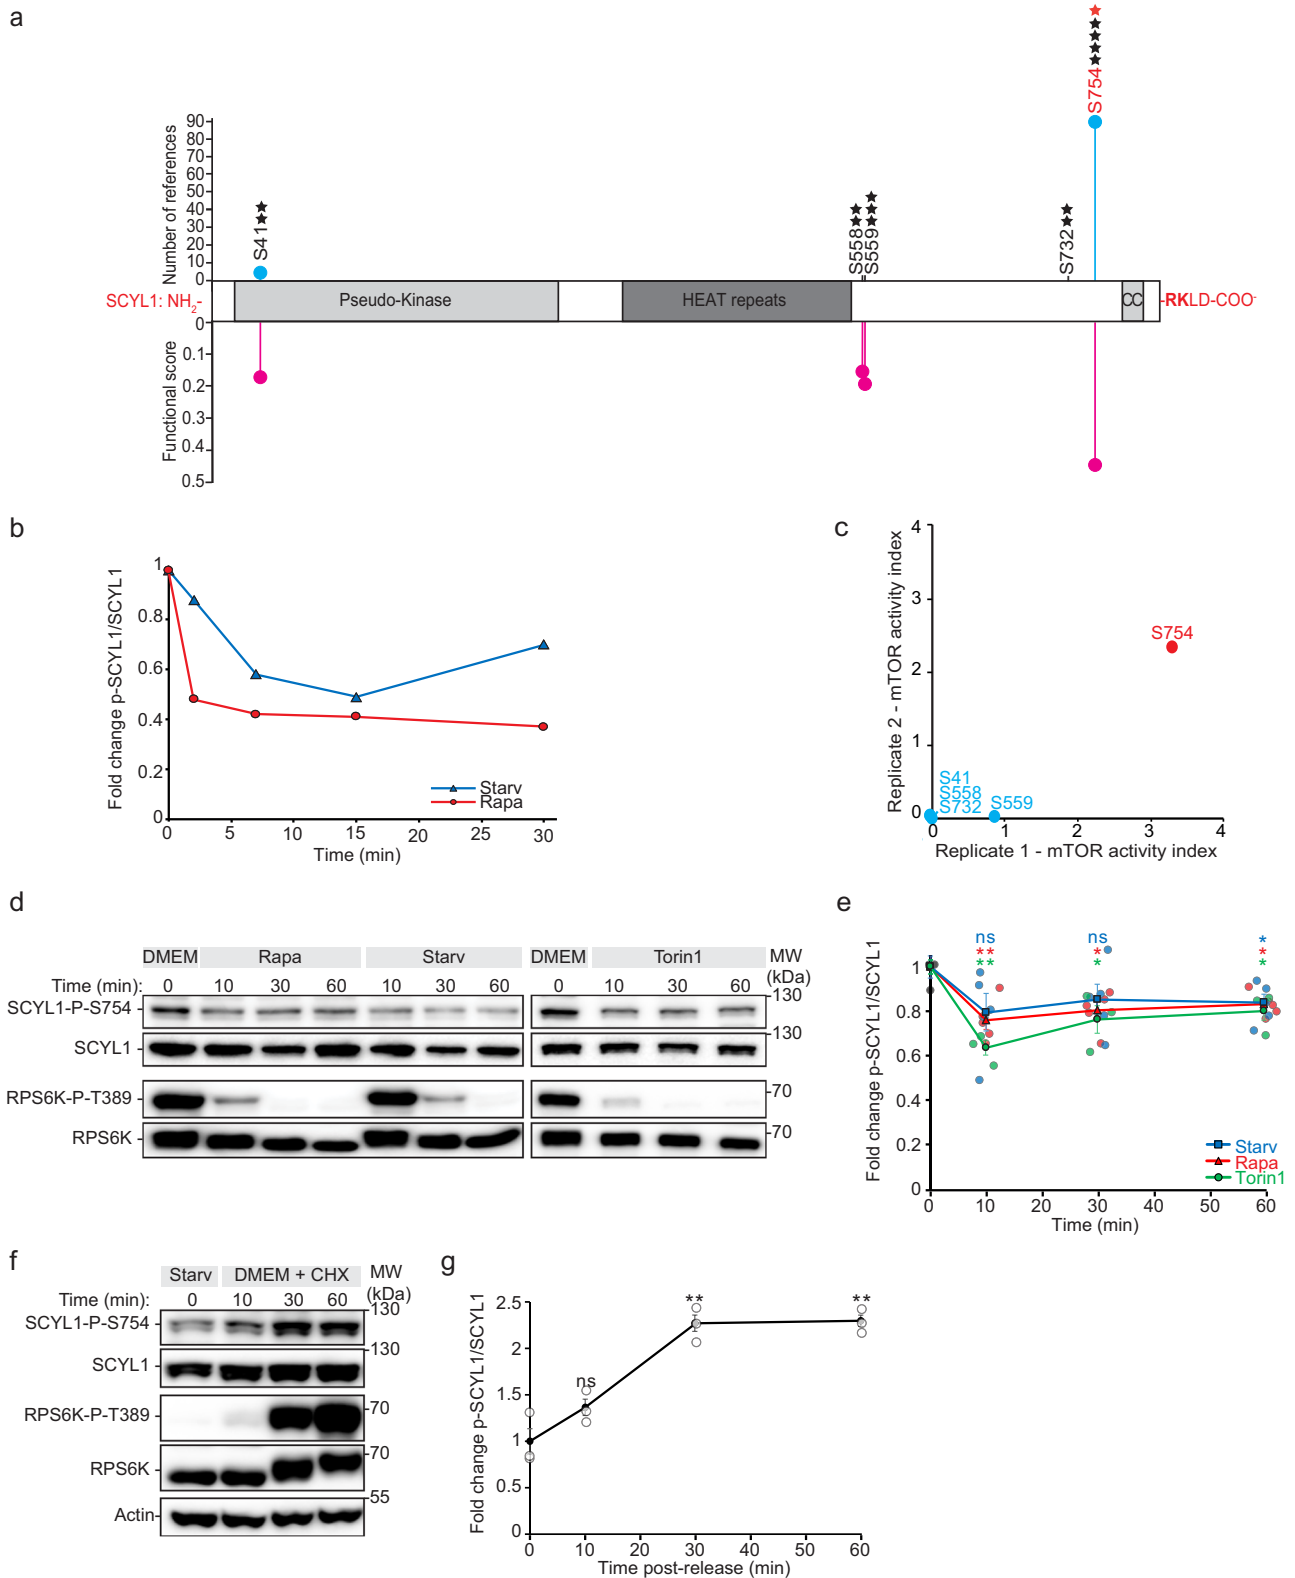 a
★
★
★
★
★
S754
Number of references
90
80
70
60
50
40
30
20
10
0
S41★★
S558★★
S559★★★
S732★★
SCYL1: NH2-
Pseudo-Kinase
HEAT repeats
CC
-RKLD-COO-
Functional score
0
0.1
0.2
0.3
0.4
0.5
b
Fold change p-SCYL1/SCYL1
1
0.8
0.6
0.4
0.2
0
Starv
Rapa
0 5 10 15 20 25 30
Time (min)
c
Replicate 2 - mTOR activity index
4
3
2
1
0
S754
S41
S558
S732 S559
0 1 2 3 4
Replicate 1 - mTOR activity index
d
DMEM Rapa Starv DMEM Torin1 MW (kDa)
Time (min): 0 10 30 60 10 30 60 0 10 30 60
SCYL1-P-S754 130
SCYL1 130
RPS6K-P-T389 70
RPS6K 70
e
Fold change p-SCYL1/SCYL1
ns ns *
** * *
** * *
1
0.8
0.6
0.4
0.2
0
Starv
Rapa
Torin1
0 10 20 30 40 50 60
Time (min)
f
Starv DMEM + CHX MW (kDa)
Time (min): 0 10 30 60
SCYL1-P-S754 130
SCYL1 130
RPS6K-P-T389 70
RPS6K 70
Actin 55
g
Fold change p-SCYL1/SCYL1
2.5
2
1.5
1
0.5
0
ns ** **
0 10 20 30 40 50 60
Time post-release (min)